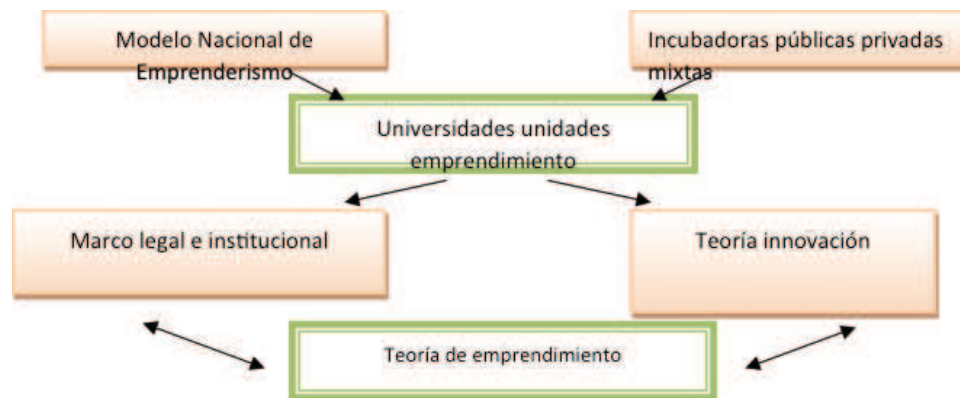 Modelo Nacional de
Emprenderismo
Incubadoras públicas privadas
mixtas
Universidades unidades
emprendimiento
Marco legal e institucional
Teoría innovación
Teoría de emprendimiento